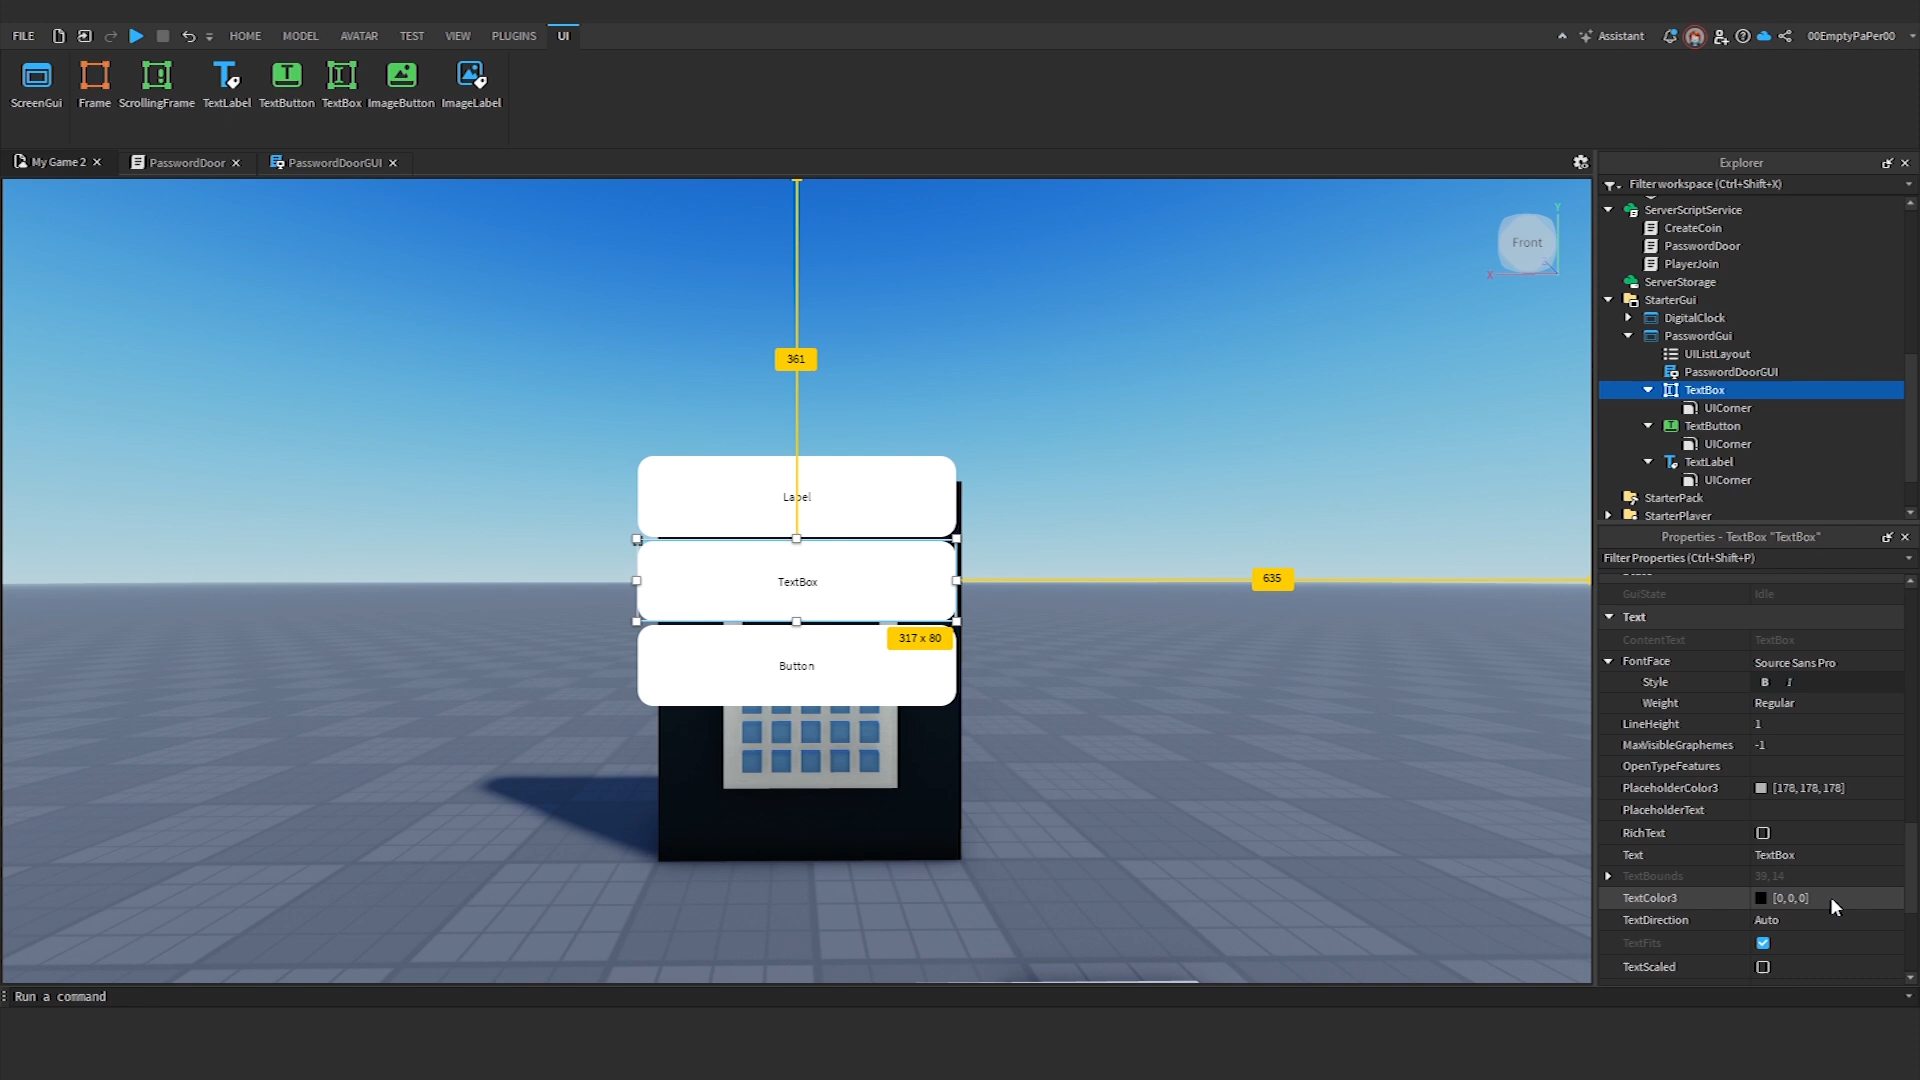 FILE HOME MODEL AVATAR TEST VIEW PLUGINS UI Assistant 00EmptyPaPer00
ScreenGui Frame ScrollingFrame TextLabel TextButton TextBox ImageButton ImageLabel
My Game 2 PasswordDoor PasswordDoorGUI
Explorer
Filter workspace (Ctrl+Shift+X)
ServerScriptService
CreateCoin
PasswordDoor
PlayerJoin
ServerStorage
StarterGui
DigitalClock
PasswordGui
UIListLayout
PasswordDoorGUI
TextBox
UICorner
TextButton
UICorner
TextLabel
UICorner
StarterPack
StarterPlayer
Y
Front
X
361
Label
TextBox
635
317 x 80
Button
Properties - TextBox "TextBox"
Filter Properties (Ctrl+Shift+P)
GuiState Idle
Text
ContentText TextBox
FontFace Source Sans Pro
Style B I
Weight Regular
LineHeight 1
MaxVisibleGraphemes -1
OpenTypeFeatures
PlaceholderColor3 [178, 178, 178]
PlaceholderText
RichText
Text TextBox
TextBounds 39, 14
TextColor3 [0, 0, 0]
TextDirection Auto
TextFits
TextScaled
Run a command